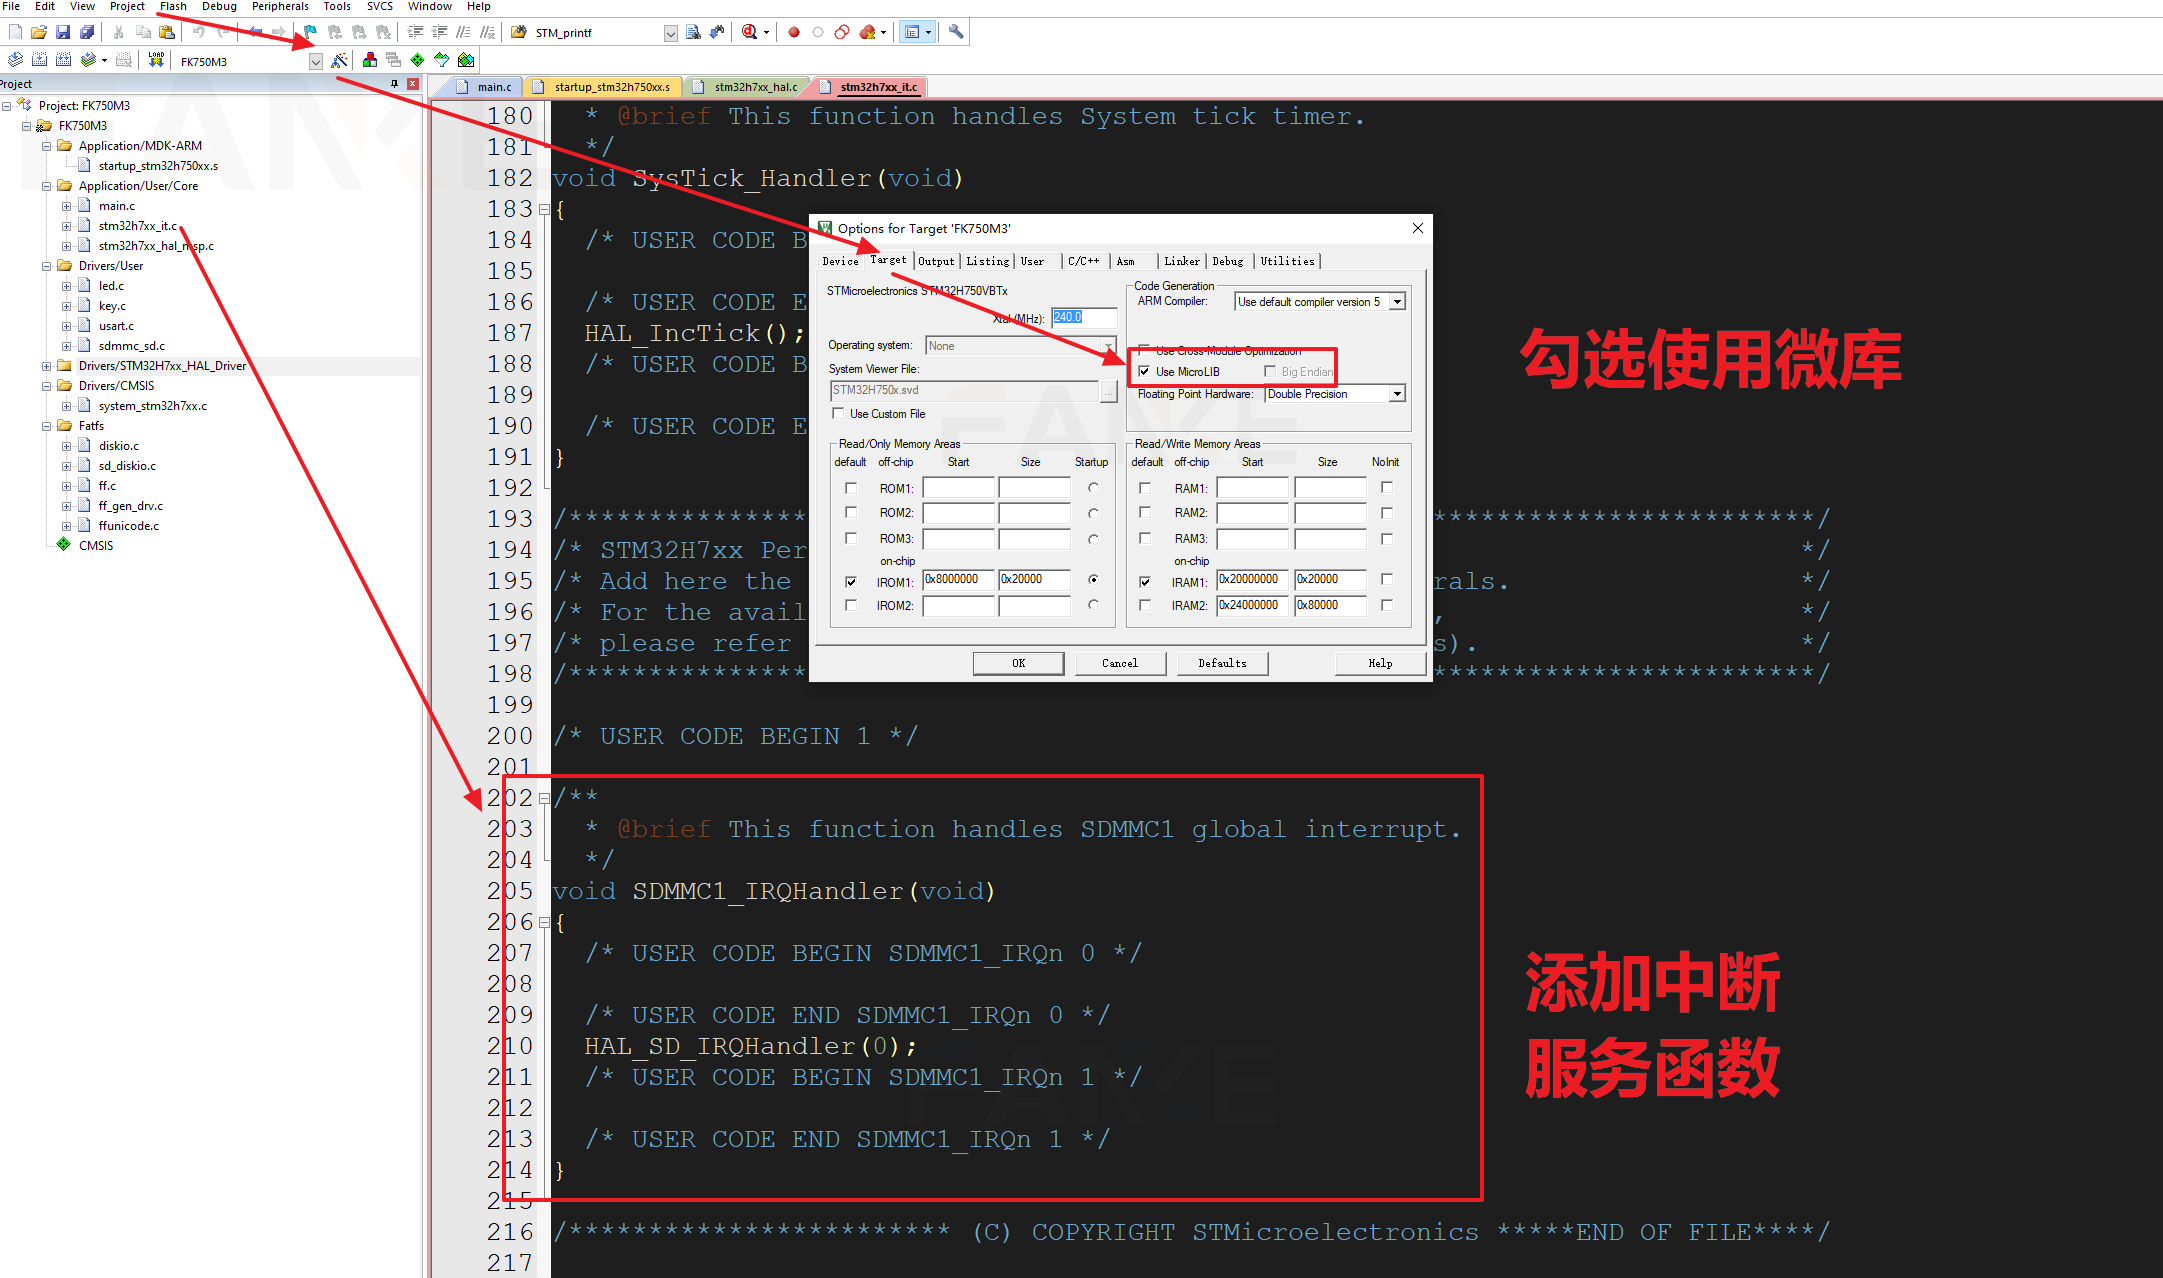 File Edit View Project Flash Debug Peripherals Tools SVCS Window Help
STM_printf
LOAD
FK750M3
Project
Project: FK750M3
FK750M3
Application/MDK-ARM
startup_stm32h750xx.s
Application/User/Core
main.c
stm32h7xx_it.c
stm32h7xx_hal_msp.c
Drivers/User
led.c
key.c
usart.c
sdmmc_sd.c
Drivers/STM32H7xx_HAL_Driver
Drivers/CMSIS
system_stm32h7xx.c
Fatfs
diskio.c
sd_diskio.c
ff.c
ff_gen_drv.c
ffunicode.c
CMSIS
main.c startup_stm32h750xx.s stm32h7xx_hal.c stm32h7xx_it.c
180 * @brief This function handles System tick timer.
181 */
182 void SysTick_Handler(void)
183 {
184 /* USER CODE B
185
186 /* USER CODE E
187 HAL_IncTick();
188 /* USER CODE B
189
190 /* USER CODE E
191 }
192
193 /*************** ************************/
194 /* STM32H7xx Per */
195 /* Add here the rals. */
196 /* For the avail , */
197 /* please refer s). */
198 /*************** ************************/
199
200 /* USER CODE BEGIN 1 */
201
202 /**
203 * @brief This function handles SDMMC1 global interrupt.
204 */
205 void SDMMC1_IRQHandler(void)
206 {
207 /* USER CODE BEGIN SDMMC1_IRQn 0 */
208
209 /* USER CODE END SDMMC1_IRQn 0 */
210 HAL_SD_IRQHandler(0);
211 /* USER CODE BEGIN SDMMC1_IRQn 1 */
212
213 /* USER CODE END SDMMC1_IRQn 1 */
214 }
215
216 /************************ (C) COPYRIGHT STMicroelectronics *****END OF FILE****/
217
Options for Target 'FK750M3'
Device Target Output Listing User C/C++ Asm Linker Debug Utilities
STMicroelectronics STM32H750VBTx
Xtal (MHz): 240.0
Operating system: None
System Viewer File:
STM32H750x.svd
...
Use Custom File
Code Generation
ARM Compiler: Use default compiler version 5
Use Cross-Module Optimization
Use MicroLIB Big Endian
Floating Point Hardware: Double Precision
Read/Only Memory Areas
default off-chip Start Size Startup
ROM1:
ROM2:
ROM3:
on-chip
IROM1: 0x8000000 0x20000
IROM2:
Read/Write Memory Areas
default off-chip Start Size NoInit
RAM1:
RAM2:
RAM3:
on-chip
IRAM1: 0x20000000 0x20000
IRAM2: 0x24000000 0x80000
OK Cancel Defaults Help
勾选使用微库
添加中断
服务函数
FANKE
FANKE
FANKE